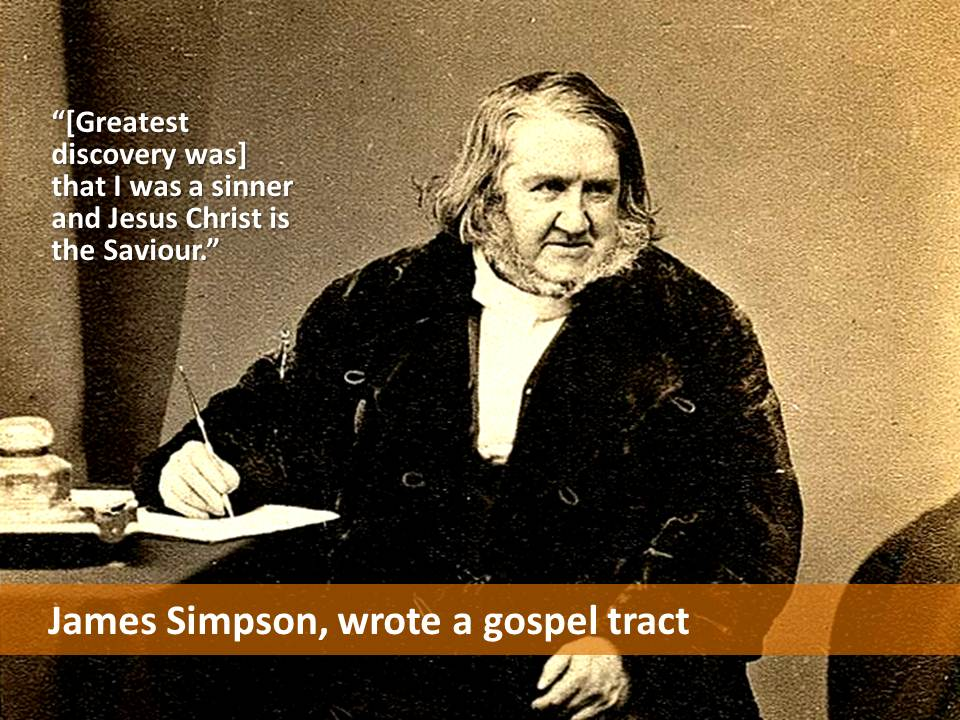 “[Greatest
discovery was]
that I was a sinner
and Jesus Christ is
the Saviour.”
James Simpson, wrote a gospel tract